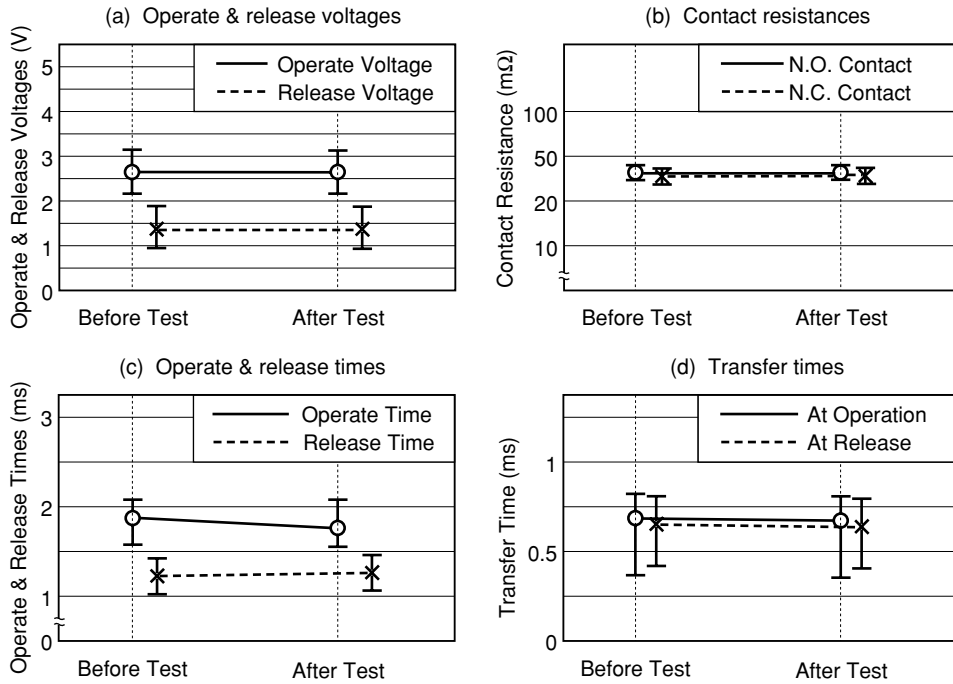 (a) Operate & release voltages
Operate & Release Voltages (V)
5
4
3
2
1
0
Operate Voltage
Release Voltage
Before Test
After Test
(b) Contact resistances
Contact Resistance (mΩ)
100
50
20
10
N.O. Contact
N.C. Contact
Before Test
After Test
(c) Operate & release times
Operate & Release Times (ms)
3
2
1
0
Operate Time
Release Time
Before Test
After Test
(d) Transfer times
Transfer Time (ms)
1
0.5
0
At Operation
At Release
Before Test
After Test